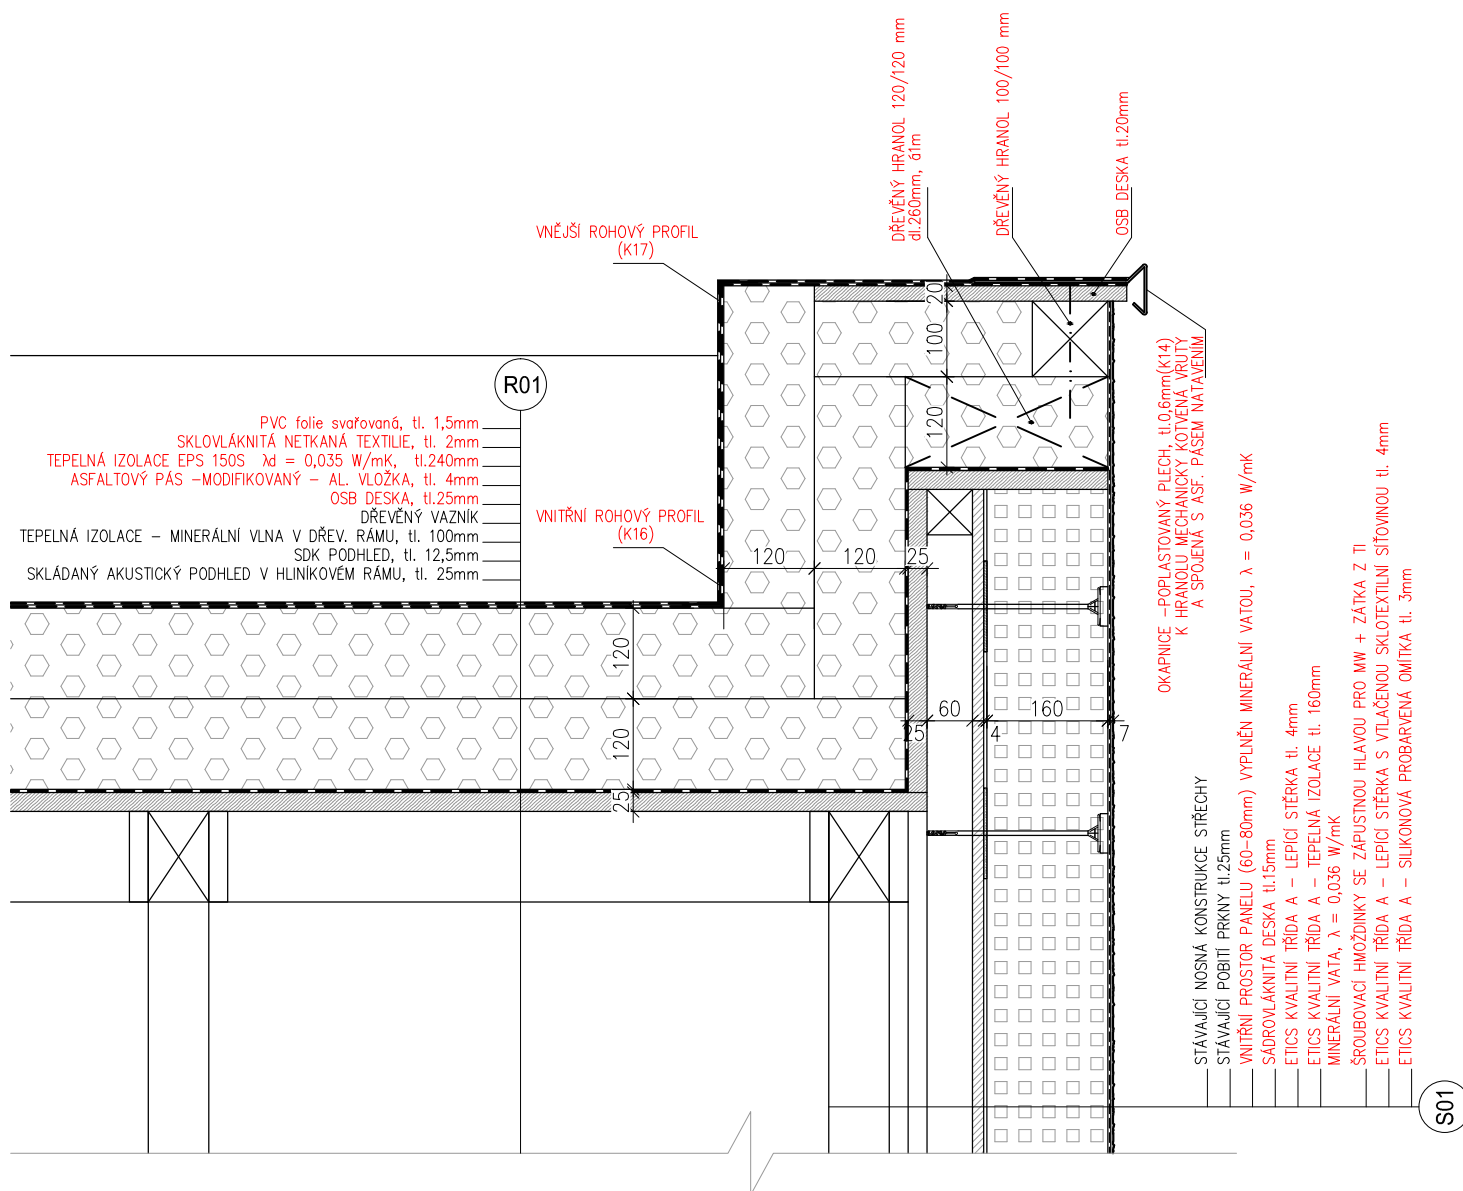 DŘEVĚNÝ HRANOL 120/120 mm
dl.260mm, á1m
DŘEVĚNÝ HRANOL 100/100 mm
OSB DESKA tl.20mm
VNĚJŠÍ ROHOVÝ PROFIL
(K17)
R01
PVC folie svařovaná, tl. 1,5mm
SKLOVLÁKNITÁ NETKANÁ TEXTILIE, tl. 2mm
TEPELNÁ IZOLACE EPS 150S λd = 0,035 W/mK, tl.240mm
ASFALTOVÝ PÁS –MODIFIKOVANÝ – AL. VLOŽKA, tl. 4mm
OSB DESKA, tl.25mm
DŘEVĚNÝ VAZNÍK
TEPELNÁ IZOLACE – MINERÁLNÍ VLNA V DŘEV. RÁMU, tl. 100mm
SDK PODHLED, tl. 12,5mm
SKLÁDANÝ AKUSTICKÝ PODHLED V HLINÍKOVÉM RÁMU, tl. 25mm
VNITŘNÍ ROHOVÝ PROFIL
(K16)
20
100
120
120
120
25
120
120
25
25
60
4
160
7
OKAPNICE –POPLASTOVANÝ PLECH, tl.0,6mm(K14)
K HRANOLU MECHANICKY KOTVENÁ VRUTY
A SPOJENÁ S ASF. PÁSEM NATAVENÍM
STÁVAJÍCÍ NOSNÁ KONSTRUKCE STŘECHY
STÁVAJÍCÍ POBITÍ PRKNY tl.25mm
VNITŘNÍ PROSTOR PANELU (60–80mm) VYPLNĚN MINERÁLNÍ VATOU, λ = 0,036 W/mK
SÁDROVLÁKNITÁ DESKA tl.15mm
ETICS KVALITNÍ TŘÍDA A – LEPÍCÍ STĚRKA tl. 4mm
ETICS KVALITNÍ TŘÍDA A – TEPELNÁ IZOLACE tl. 160mm
MINERÁLNÍ VATA, λ = 0,036 W/mK
ŠROUBOVACÍ HMOŽDINKY SE ZÁPUSTNOU HLAVOU PRO MW + ZÁTKA Z TI
ETICS KVALITNÍ TŘÍDA A – LEPÍCÍ STĚRKA S VTLAČENOU SKLOTEXTILNÍ SÍŤOVINOU tl. 4mm
ETICS KVALITNÍ TŘÍDA A – SILIKONOVÁ PROBARVENÁ OMÍTKA tl. 3mm
S01